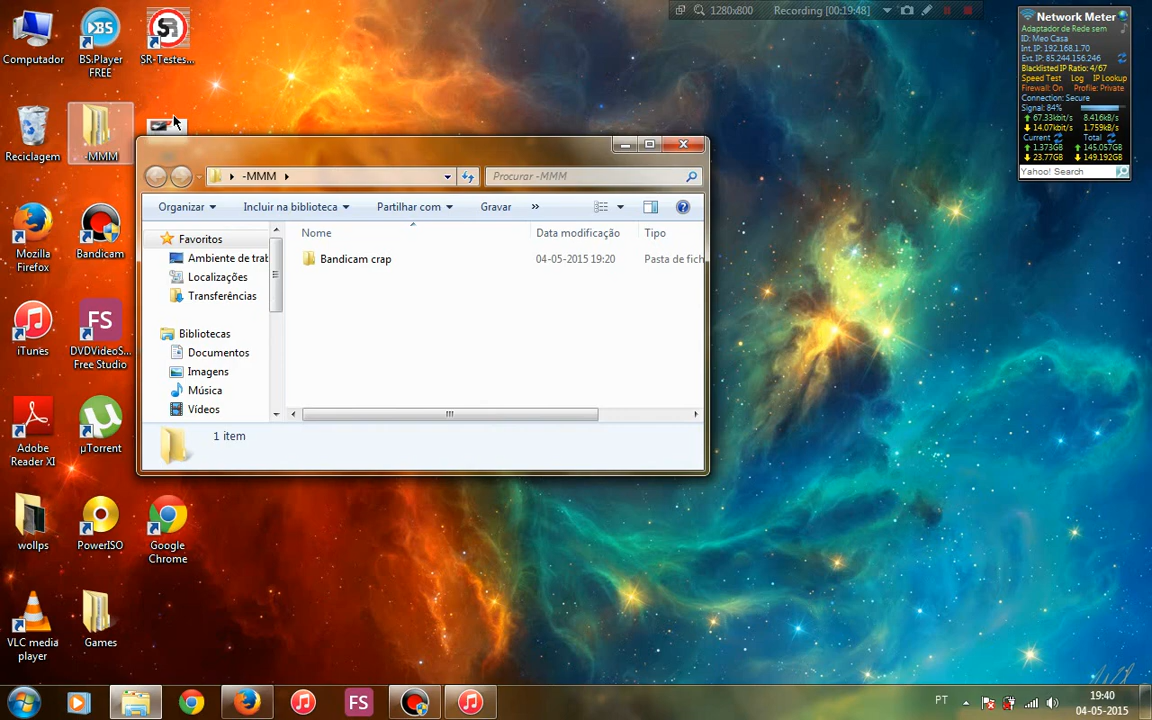 1280x800
Recording [00:19:48]
Computador
BS.Player
FREE
SR-Testes...
Reciclagem
-MMM
Mozilla
Firefox
Bandicam
iTunes
DVDVideoS...
Free Studio
Adobe
Reader XI
µTorrent
wollps
PowerISO
Google
Chrome
VLC media
player
Games
-MMM
Procurar -MMM
Organizar
Incluir na biblioteca
Partilhar com
Gravar
»
Nome
Data modificação
Tipo
Favoritos
Ambiente de trab
Localizações
Transferências
Bibliotecas
Documentos
Imagens
Música
Vídeos
Bandicam crap
04-05-2015 19:20
Pasta de fich
1 item
Network Meter
Adaptador de Rede sem
ID: Meo Casa
Int. IP: 192.168.1.70
Ext. IP: 85.244.156.246
Blacklisted IP Ratio: 4/67
Speed Test Log IP Lookup
Firewall: On Profile: Private
Connection: Secure
Signal: 84%
67.33kbit/s 8.416kB/s
14.07kbit/s 1.759kB/s
Current Total
1.373GB 145.057GB
23.77GB 149.192GB
Yahoo! Search
PT
19:40
04-05-2015
BS
SR
FS
FS